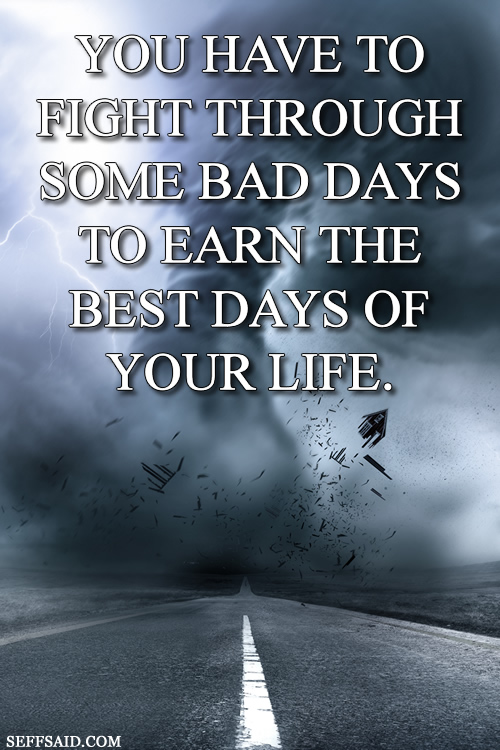 YOU HAVE TO
FIGHT THROUGH
SOME BAD DAYS
TO EARN THE
BEST DAYS OF
YOUR LIFE.
SEFFSAID.COM